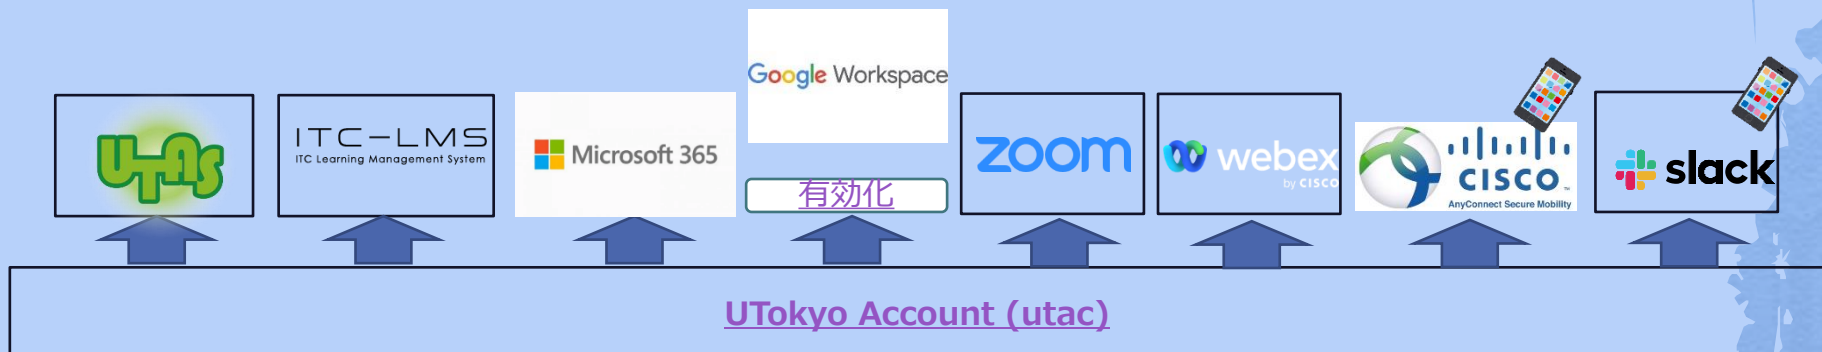 UTAS
ITC-LMS
ITC Learning Management System
Microsoft 365
Google Workspace
有効化
zoom
webex
by CISCO
CISCO
AnyConnect Secure Mobility
slack
UTokyo Account (utac)